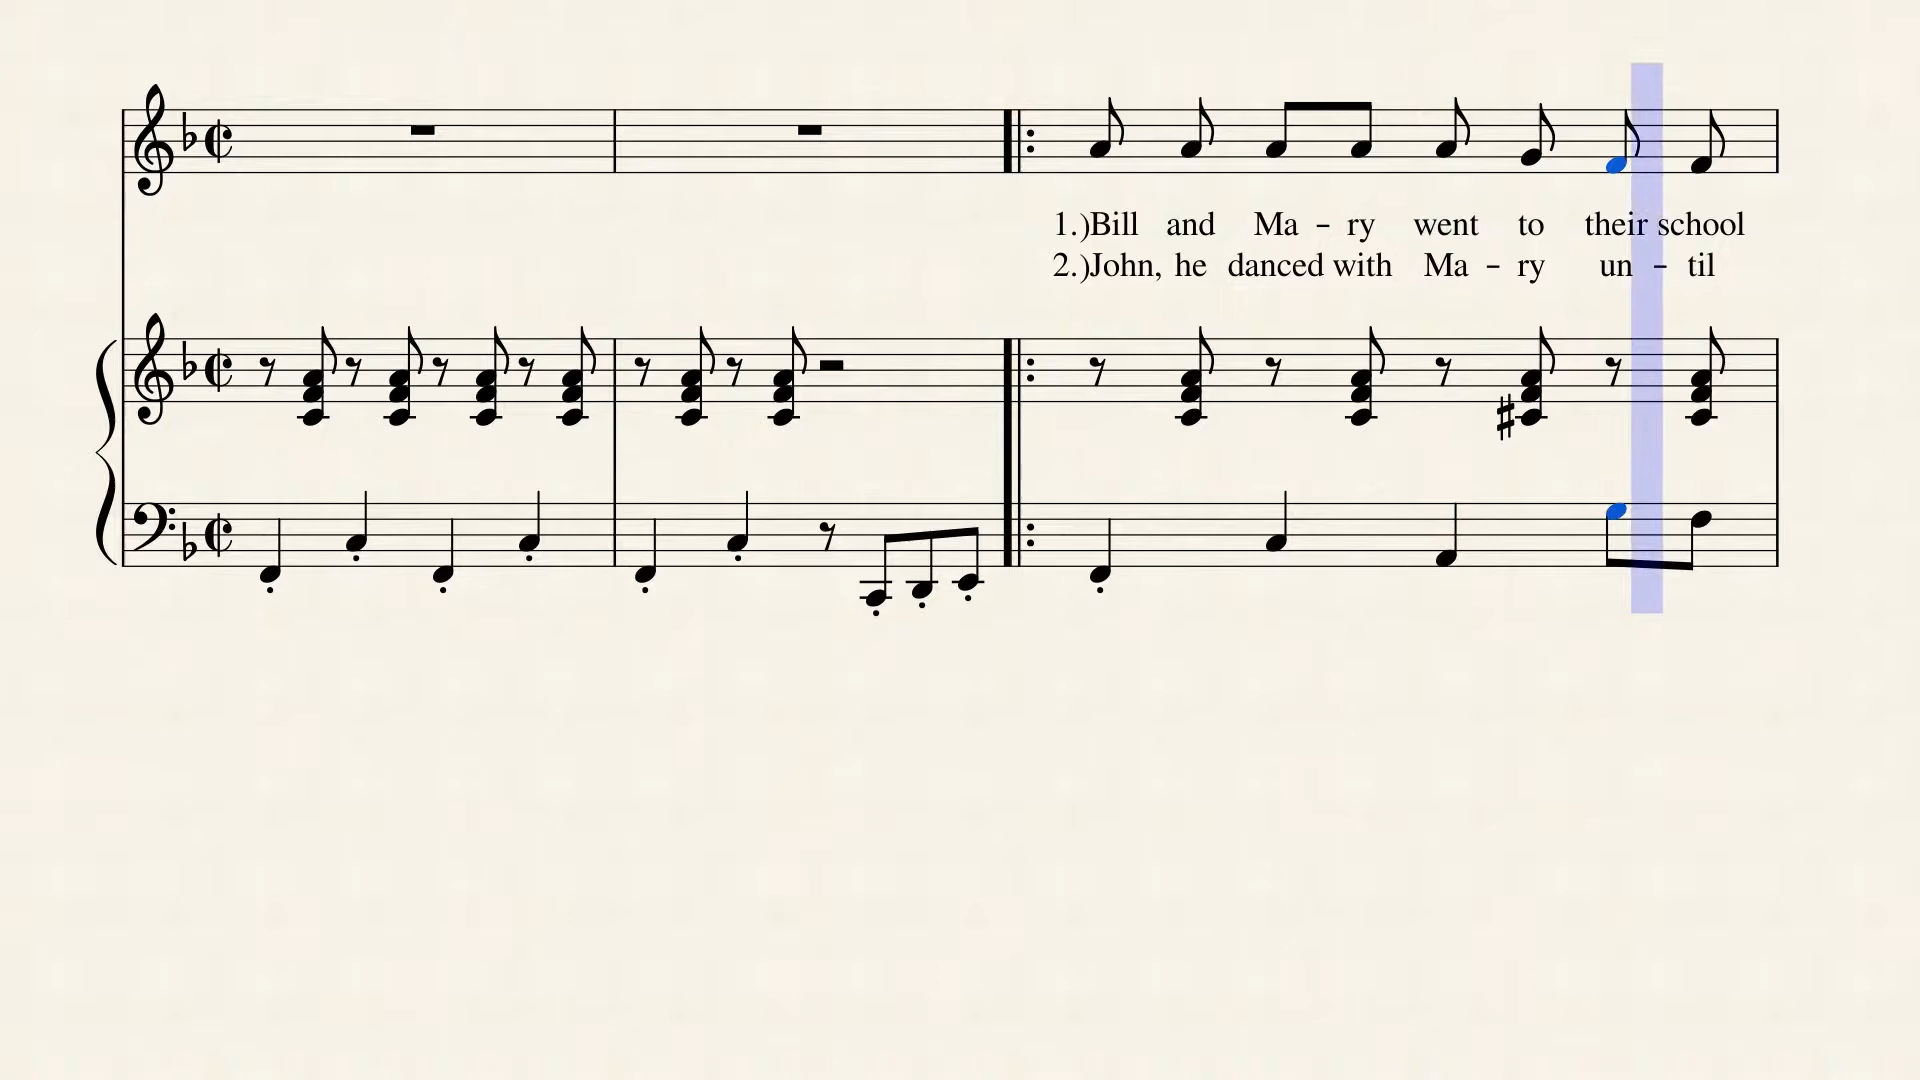 1.)Bill and Ma - ry went to their school
2.)John, he danced with Ma - ry un - til